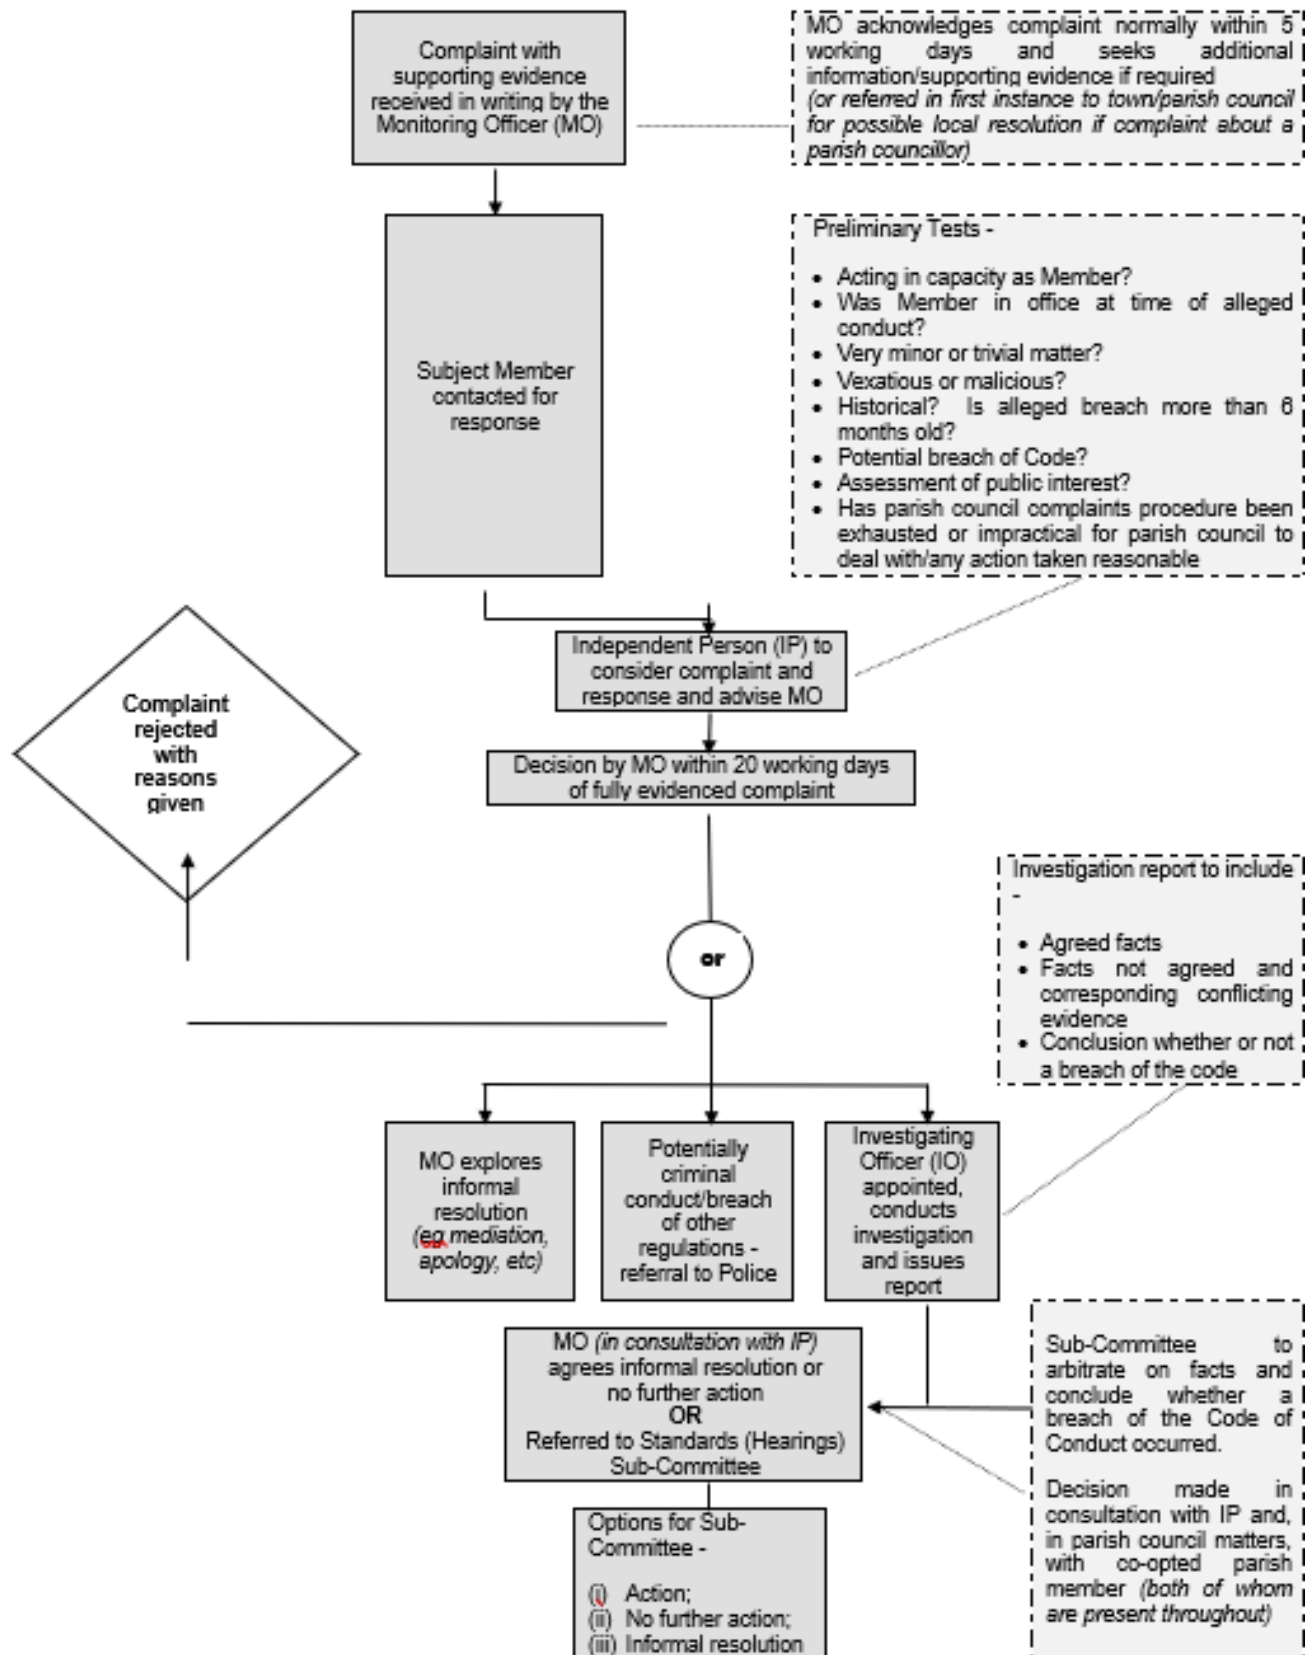 Complaint with
supporting evidence
received in writing by the
Monitoring Officer (MO)
MO acknowledges complaint normally within 5
working days and seeks additional
information/supporting evidence if required
(or referred in first instance to town/parish council
for possible local resolution if complaint about a
parish councillor)
Subject Member
contacted for
response
Preliminary Tests -
• Acting in capacity as Member?
• Was Member in office at time of alleged
conduct?
• Very minor or trivial matter?
• Vexatious or malicious?
• Historical? Is alleged breach more than 6
months old?
• Potential breach of Code?
• Assessment of public interest?
• Has parish council complaints procedure been
exhausted or impractical for parish council to
deal with/any action taken reasonable
Independent Person (IP) to
consider complaint and
response and advise MO
Complaint
rejected
with
reasons
given
Decision by MO within 20 working days
of fully evidenced complaint
or
Investigation report to include
-
• Agreed facts
• Facts not agreed and
corresponding conflicting
evidence
• Conclusion whether or not
a breach of the code
MO explores
informal
resolution
(eg mediation,
apology, etc)
Potentially
criminal
conduct/breach
of other
regulations -
referral to Police
Investigating
Officer (IO)
appointed,
conducts
investigation
and issues
report
MO (in consultation with IP)
agrees informal resolution or
no further action
OR
Referred to Standards (Hearings)
Sub-Committee
Sub-Committee to
arbitrate on facts and
conclude whether a
breach of the Code of
Conduct occurred.
Decision made in
consultation with IP and,
in parish council matters,
with co-opted parish
member (both of whom
are present throughout)
Options for Sub-
Committee -
(i) Action;
(ii) No further action;
(iii) Informal resolution